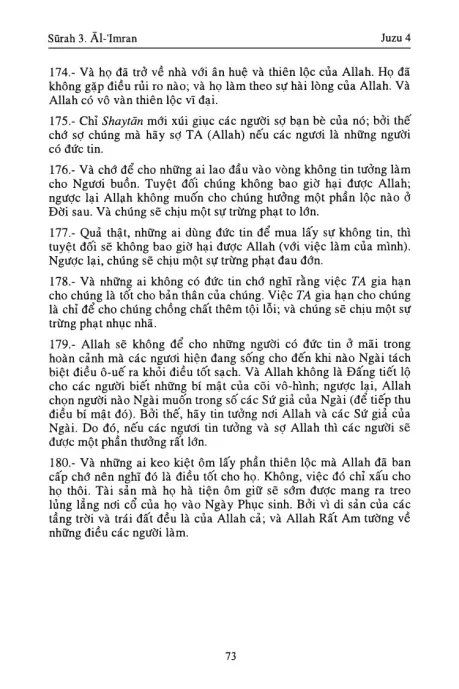 Sūrah 3. Āl-'Imran Juzu 4
174.- Và họ đã trở về nhà với ân huệ và thiên lộc của Allah. Họ đã
không gặp điều rủi ro nào; và họ làm theo sự hài lòng của Allah. Và
Allah có vô vàn thiên lộc vĩ đại.
175.- Chỉ Shaytān mới xúi giục các người sợ bạn bè của nó; bởi thế
chớ sợ chúng mà hãy sợ TA (Allah) nếu các ngươi là những người
có đức tin.
176.- Và chớ để cho những ai lao đầu vào vòng không tin tưởng làm
cho Ngươi buồn. Tuyệt đối chúng không bao giờ hại được Allah;
ngược lại Allah không muốn cho chúng hưởng một phần lộc nào ở
Đời sau. Và chúng sẽ chịu một sự trừng phạt to lớn.
177.- Quả thật, những ai dùng đức tin để mua lấy sự không tin, thì
tuyệt đối sẽ không bao giờ hại được Allah (với việc làm của mình).
Ngược lại, chúng sẽ chịu một sự trừng phạt đau đớn.
178.- Và những ai không có đức tin chớ nghĩ rằng việc TA gia hạn
cho chúng là tốt cho bản thân của chúng. Việc TA gia hạn cho chúng
là chỉ để cho chúng chồng chất thêm tội lỗi; và chúng sẽ chịu một sự
trừng phạt nhục nhã.
179.- Allah sẽ không để cho những người có đức tin ở mãi trong
hoàn cảnh mà các ngươi hiện đang sống cho đến khi nào Ngài tách
biệt điều ô-uế ra khỏi điều tốt sạch. Và Allah không là Đấng tiết lộ
cho các người biết những bí mật của cõi vô-hình; ngược lại, Allah
chọn người nào Ngài muốn trong số các Sứ giả của Ngài (để tiếp thu
điều bí mật đó). Bởi thế, hãy tin tưởng nơi Allah và các Sứ giả của
Ngài. Do đó, nếu các ngươi tin tưởng và sợ Allah thì các người sẽ
được một phần thưởng rất lớn.
180.- Và những ai keo kiệt ôm lấy phần thiên lộc mà Allah đã ban
cấp chớ nên nghĩ đó là điều tốt cho họ. Không, việc đó chỉ xấu cho
họ thôi. Tài sản mà họ hà tiện ôm giữ sẽ sớm được mang ra treo
lủng lẳng nơi cổ của họ vào Ngày Phục sinh. Bởi vì di sản của các
tầng trời và trái đất đều là của Allah cả; và Allah Rất Am tường về
những điều các người làm.
73